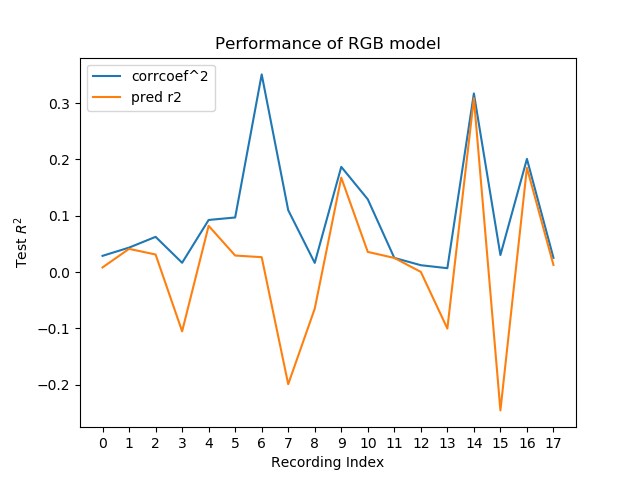 Performance of RGB model
corrcoef^2
pred r2
0.3
0.2
0.1
0.0
−0.1
−0.2
Test R²
0 1 2 3 4 5 6 7 8 9 10 11 12 13 14 15 16 17
Recording Index